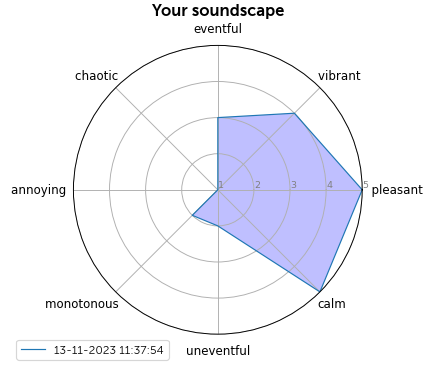 Your soundscape
eventful
chaotic
vibrant
annoying
1 2 3 4 5
pleasant
monotonous
calm
13-11-2023 11:37:54
uneventful